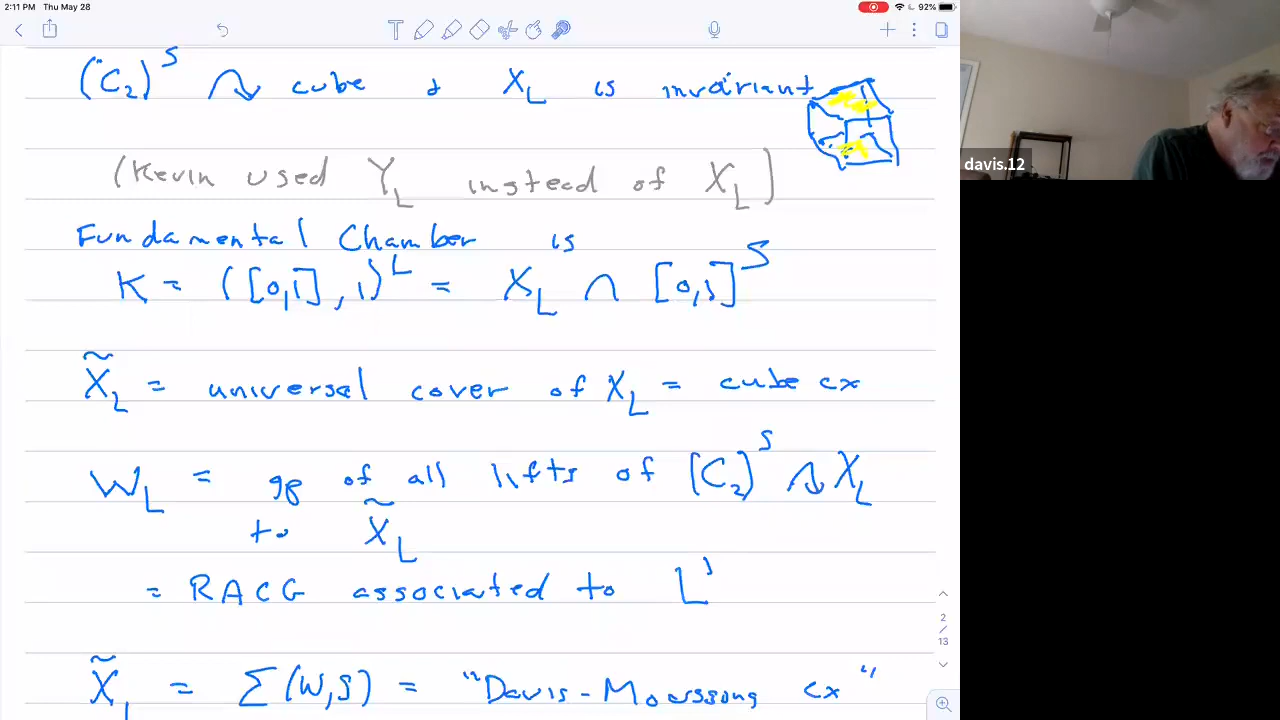 2:11 PM Thu May 28
92%
(C₂)^S ↷ cube & X_L is invariant
davis.12
(Kevin used Y_L instead of X_L)
Fundamental Chamber is
K = ([0,1], 1)^L = X_L ∩ [0,1]^S
X̃_L = universal cover of X_L = cube cx
W_L = gp of all lifts of (C₂)^S ↷ X_L
to X̃_L
= RACG associated to L¹
2
/
13
X̃_L = Σ(W,S) = "Davis-Moussong cx"